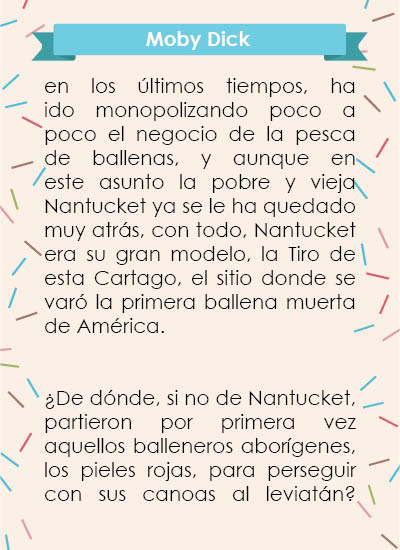 Moby Dick
en los últimos tiempos, ha
ido monopolizando poco a
poco el negocio de la pesca
de ballenas, y aunque en
este asunto la pobre y vieja
Nantucket ya se le ha quedado
muy atrás, con todo, Nantucket
era su gran modelo, la Tiro de
esta Cartago, el sitio donde se
varó la primera ballena muerta
de América.
¿De dónde, si no de Nantucket,
partieron por primera vez
aquellos balleneros aborígenes,
los pieles rojas, para perseguir
con sus canoas al leviatán?